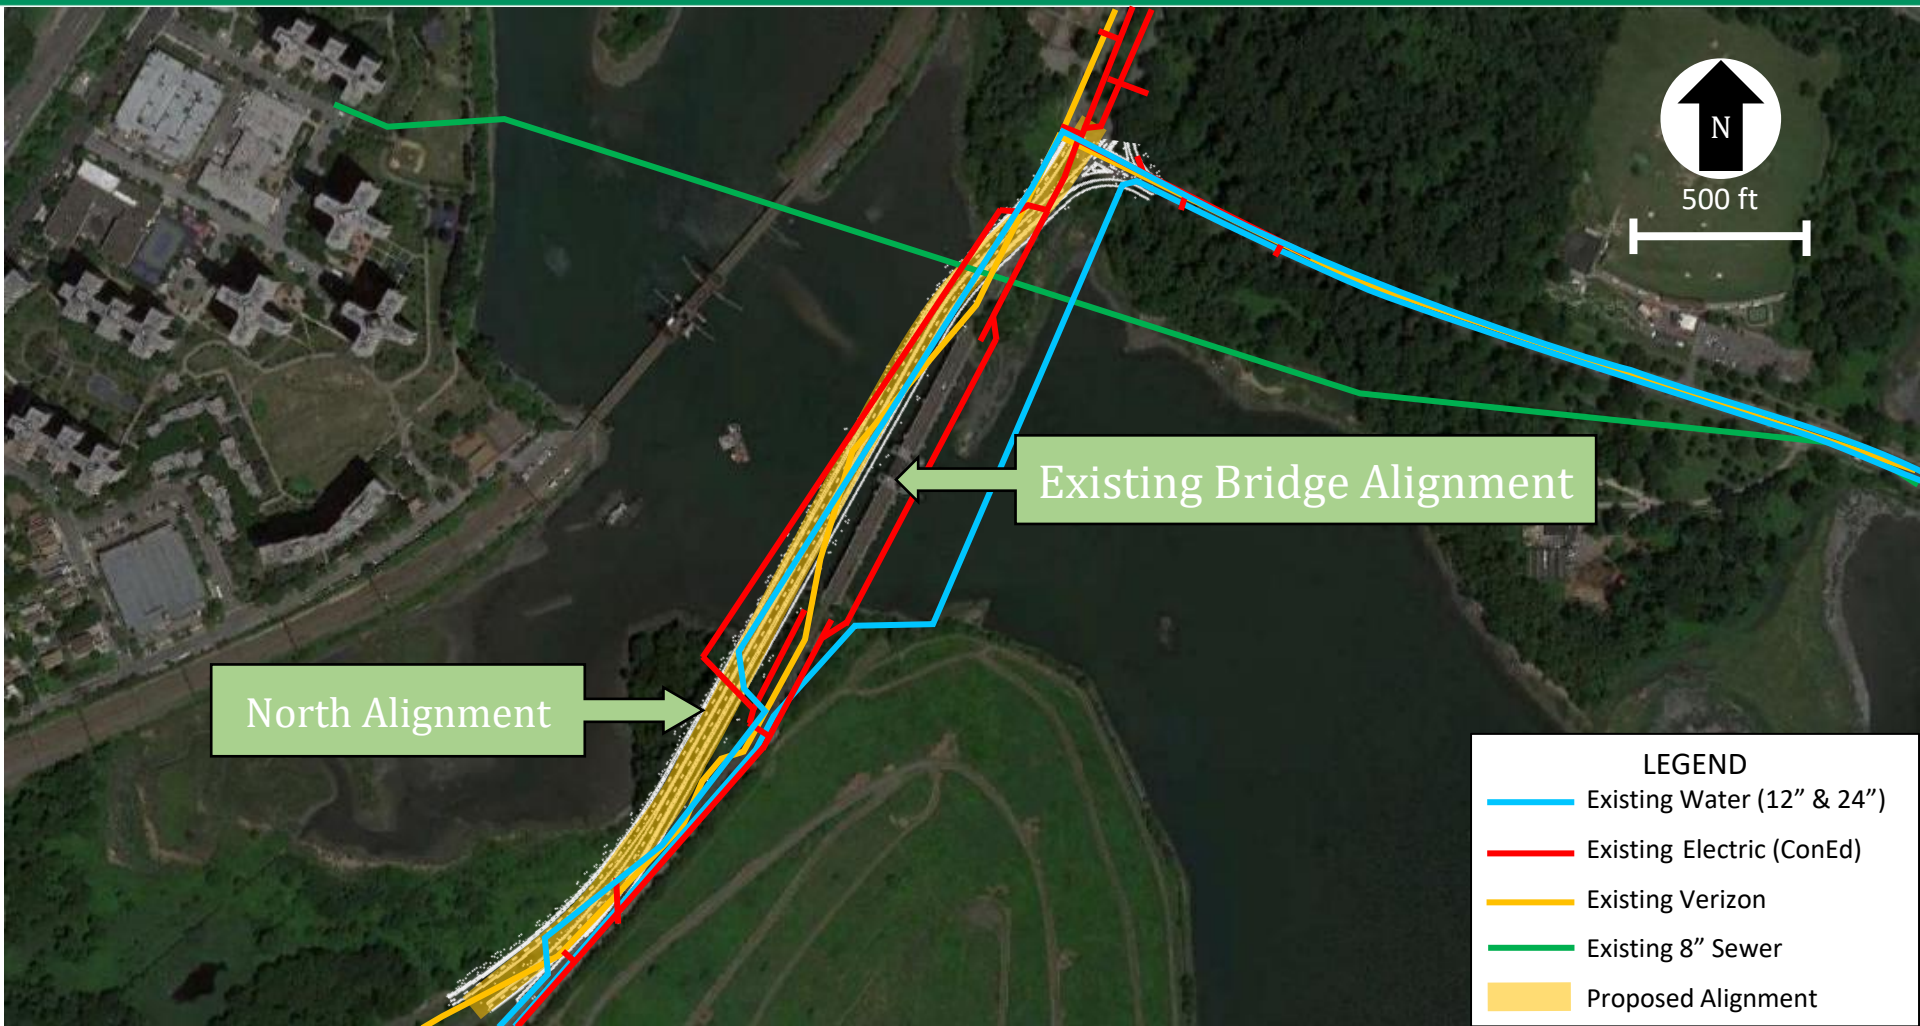 N
500 ft
Existing Bridge Alignment
North Alignment
LEGEND
Existing Water (12” & 24”)
Existing Electric (ConEd)
Existing Verizon
Existing 8” Sewer
Proposed Alignment